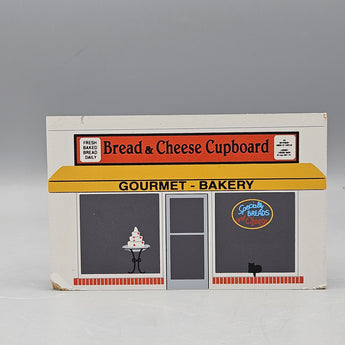 FRESH
BAKED
BREAD
DAILY
Bread & Cheese Cupboard
GOURMET - BAKERY
Specialty
BREADS